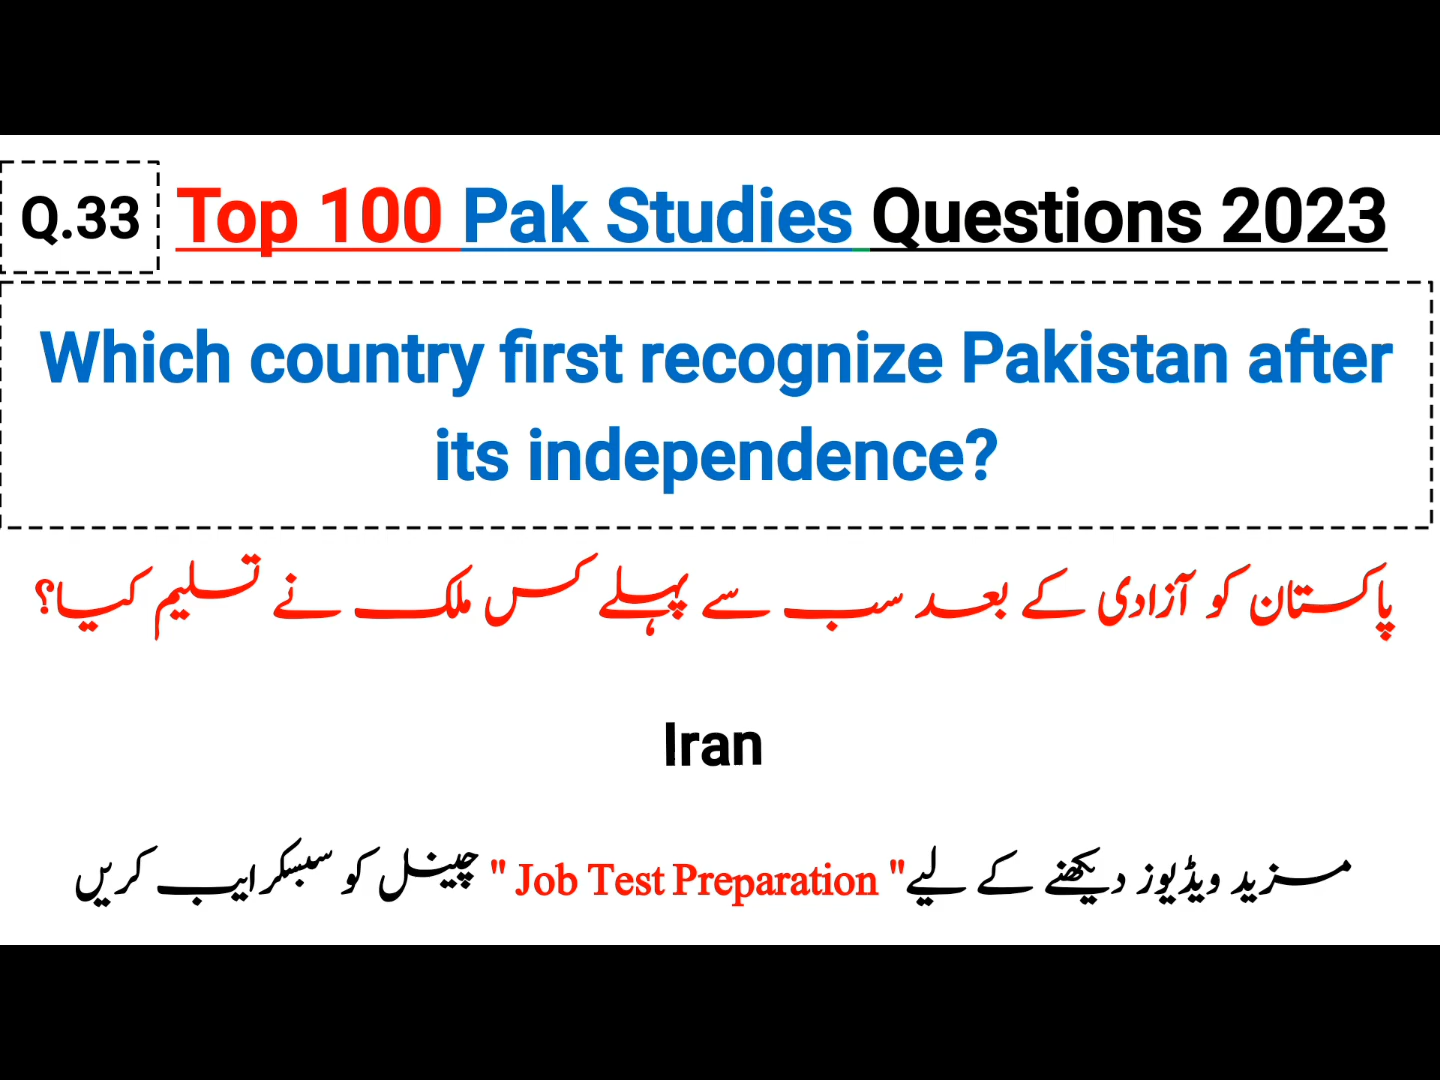 Q.33 Top 100 Pak Studies Questions 2023
Which country first recognize Pakistan after
its independence?
پاکستان کو آزادی کے بعد سب سے پہلے کس ملک نے تسلیم کیا؟
Iran
مزید ویڈیوز دیکھنے کے لیے " Job Test Preparation " چینل کو سبسکرایب کریں